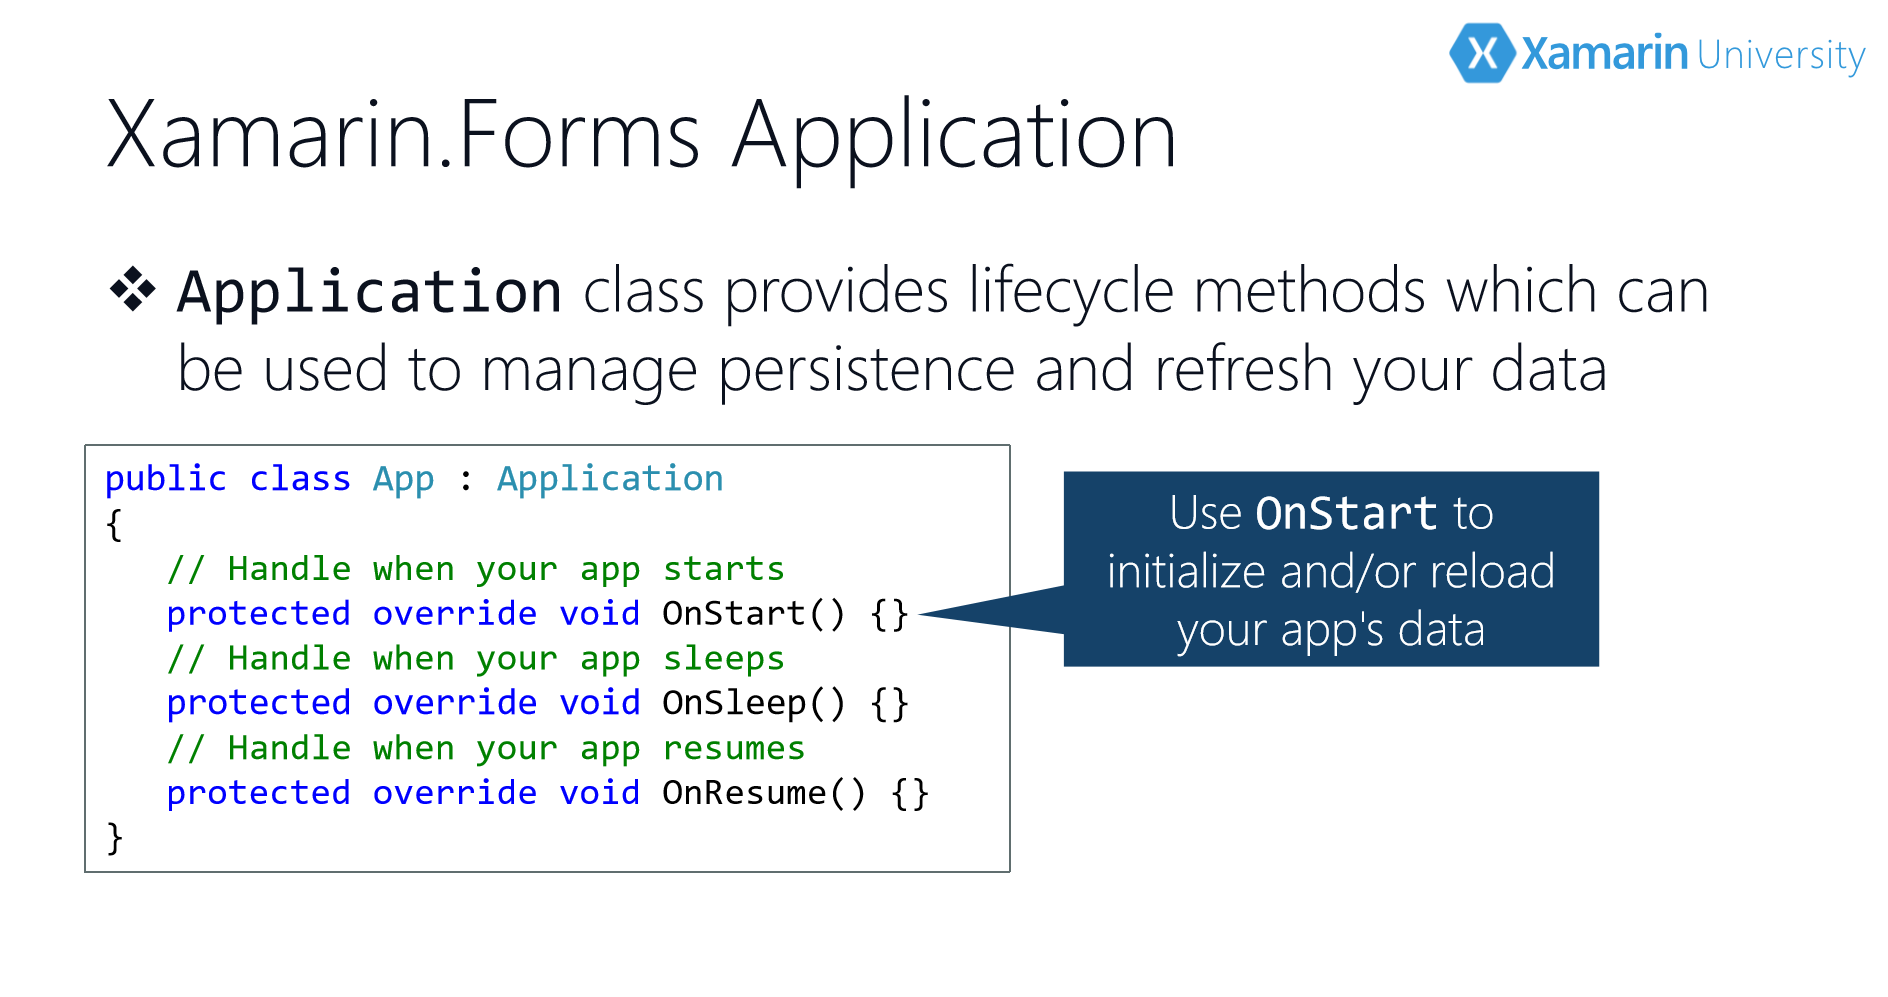 Xamarin University
Xamarin.Forms Application
❖ Application class provides lifecycle methods which can
be used to manage persistence and refresh your data
public class App : Application
{
   // Handle when your app starts
   protected override void OnStart() {}
   // Handle when your app sleeps
   protected override void OnSleep() {}
   // Handle when your app resumes
   protected override void OnResume() {}
}
Use OnStart to
initialize and/or reload
your app's data